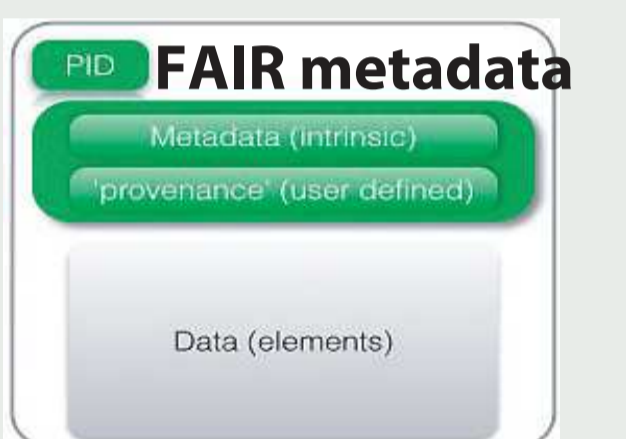 PID FAIR metadata
Metadata (intrinsic)
'provenance' (user defined)
Data (elements)